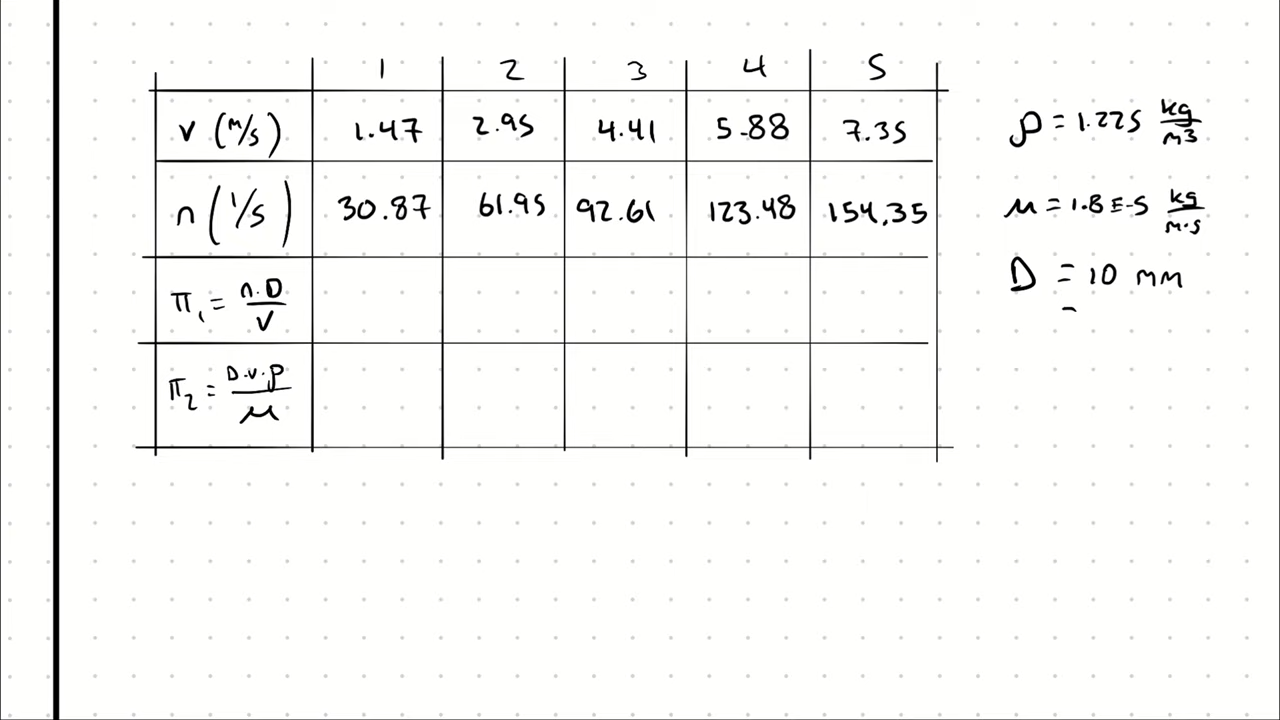 1 2 3 4 5
v (m/s) 1.47 2.95 4.41 5.88 7.35
n (1/s) 30.87 61.95 92.61 123.48 154.35
π₁ = n.D/v
π₂ = D.v.ρ/μ
ρ = 1.225 kg/m³
μ = 1.8E-5 kg/m.s
D = 10 mm